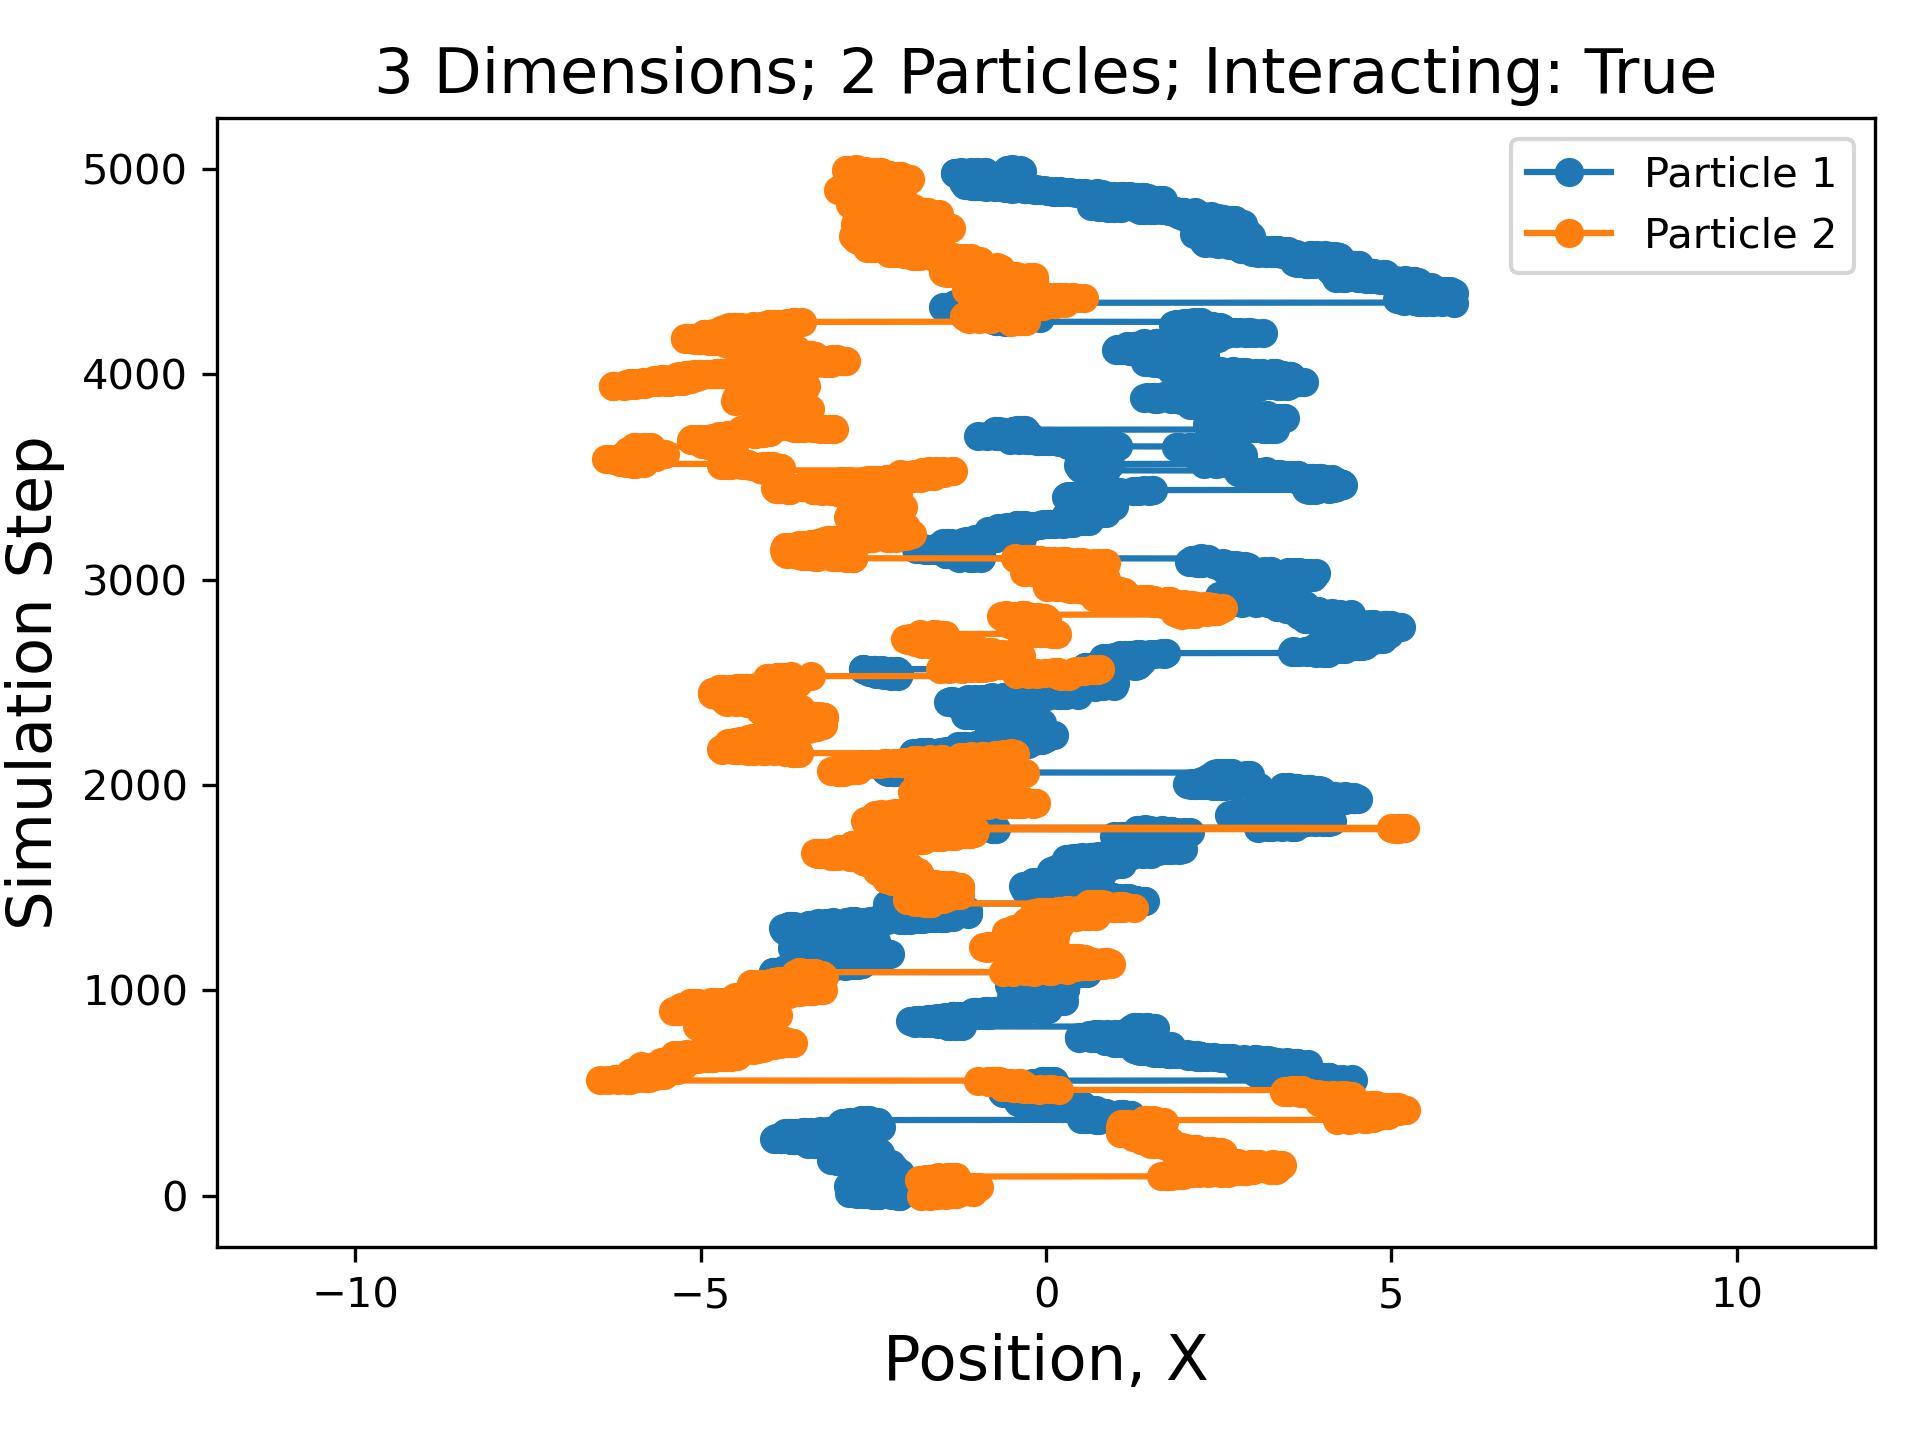 3 Dimensions; 2 Particles; Interacting: True
Particle 1
Particle 2
Simulation Step
5000
4000
3000
2000
1000
0
−10
−5
0
5
10
Position, X